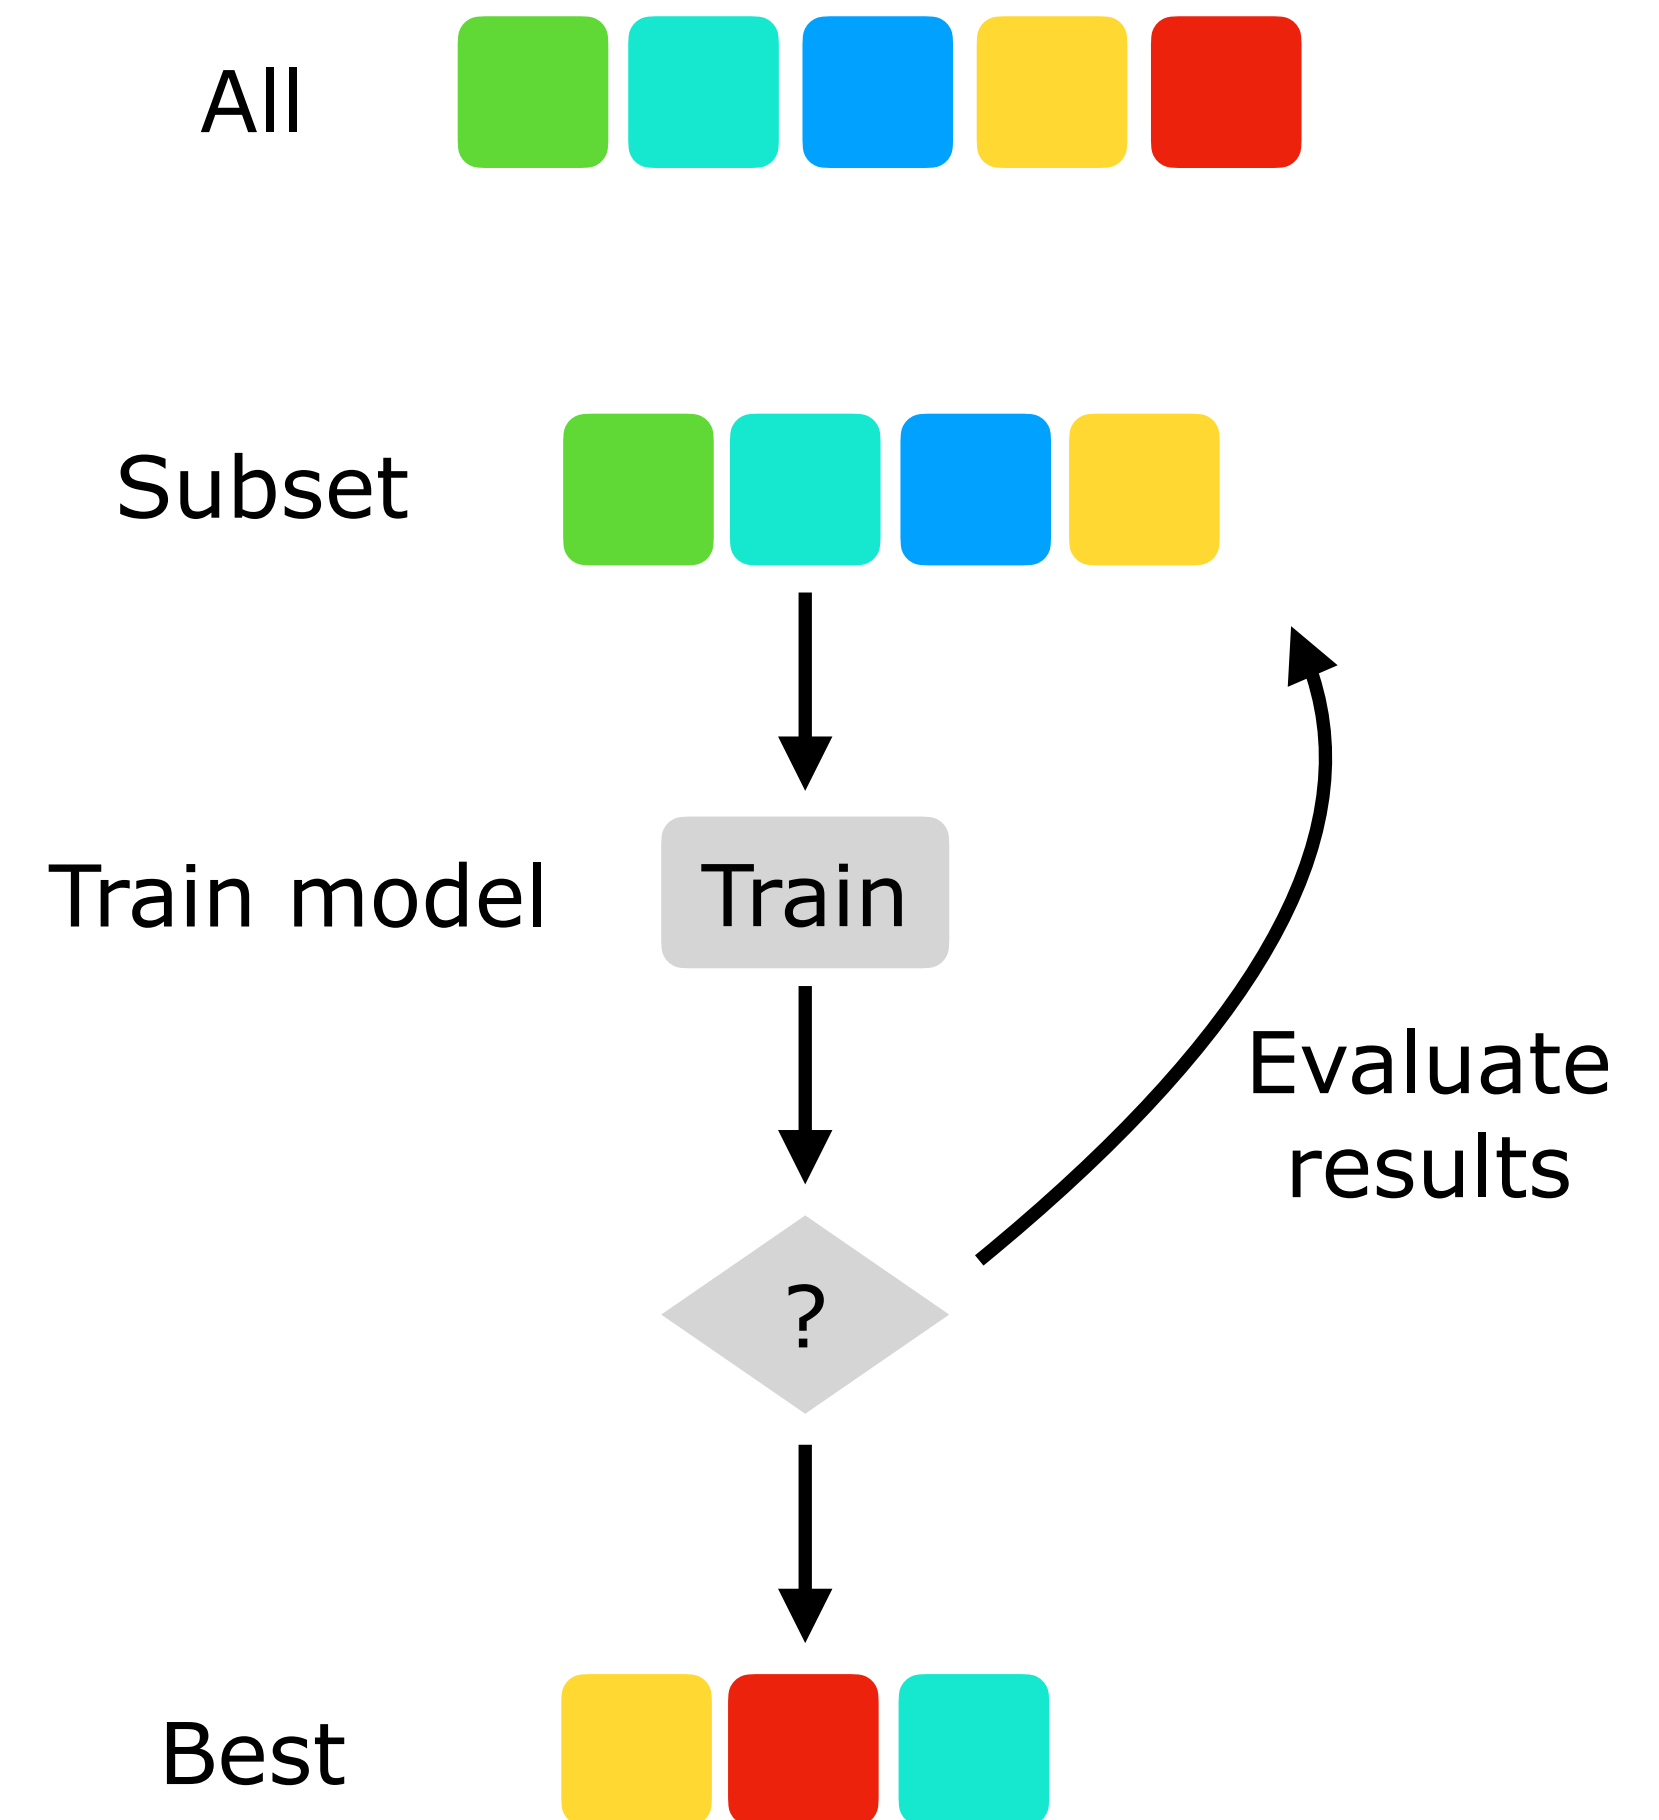 All
Subset
Train model
Train
Evaluate
results
?
Best